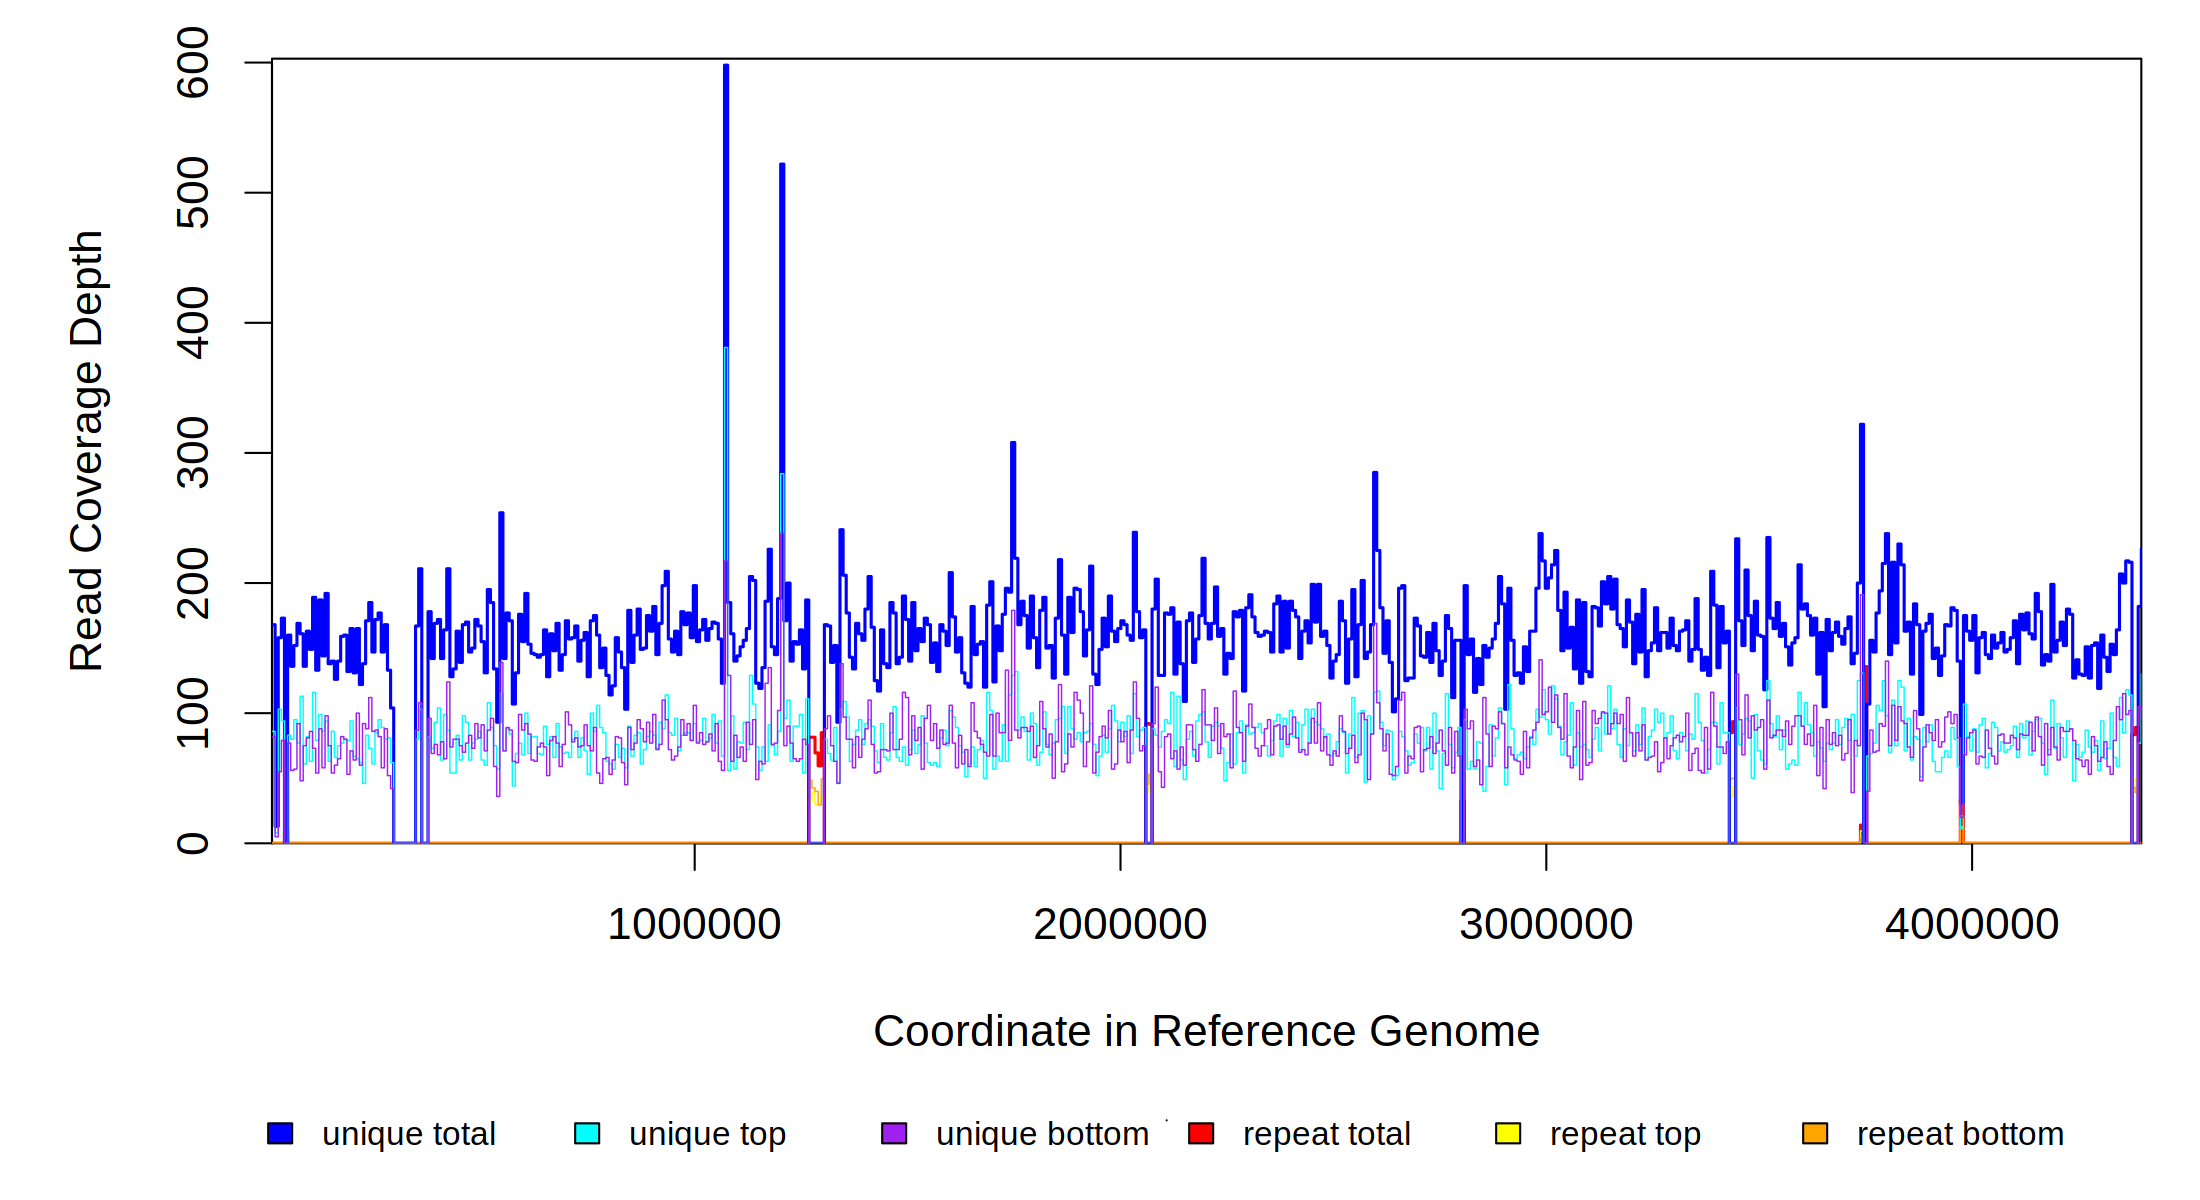 600
500
400
300
200
100
0
Read Coverage Depth
1000000 2000000 3000000 4000000
Coordinate in Reference Genome
unique total unique top unique bottom repeat total repeat top repeat bottom